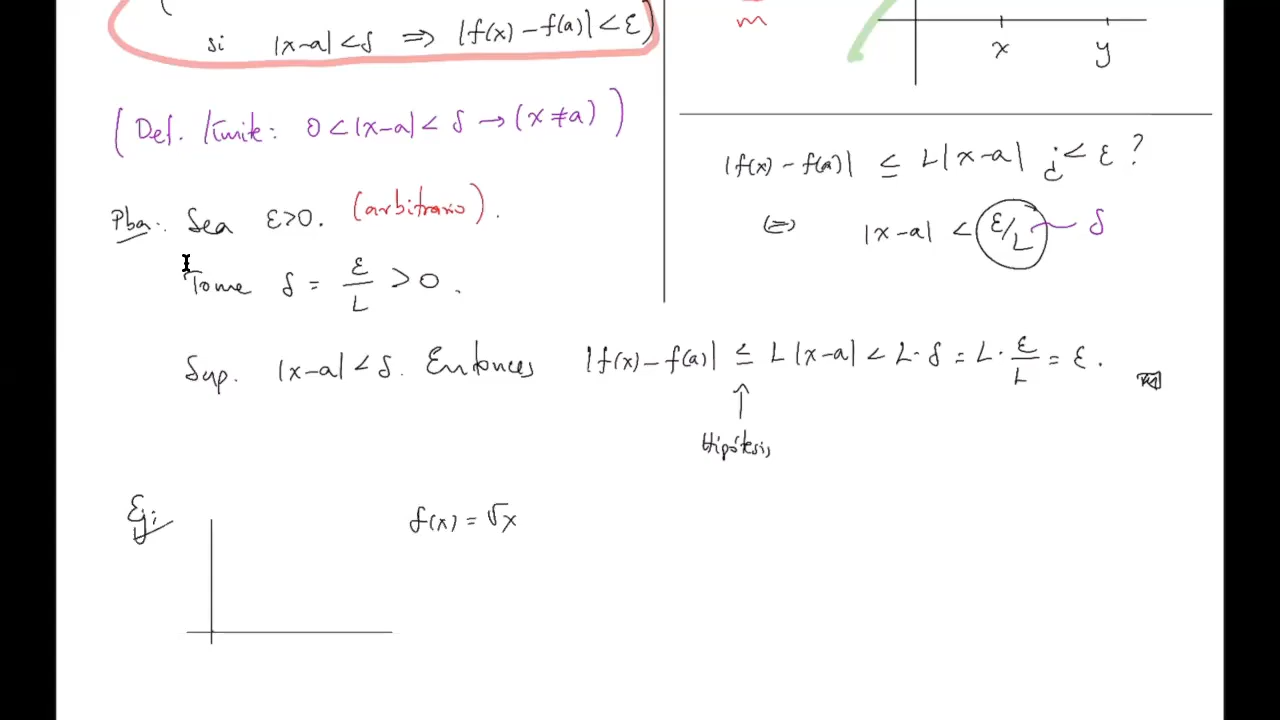 si |x-a| < δ ⇒ |f(x) - f(a)| < ε)
(Def. límite: 0 < |x-a| < δ → (x ≠ a))
Pba: Sea ε>0. (arbitrario).
Tome δ = ε/L > 0.
Sup. |x-a| < δ. Entonces |f(x) - f(a)| ≤ L |x-a| < L·δ = L·ε/L = ε.
↑
Hipótesis
Ej:
f(x) = √x
m
x y
|f(x) - f(a)| ≤ L|x-a| ¿< ε?
⇔ |x-a| < ε/L δ